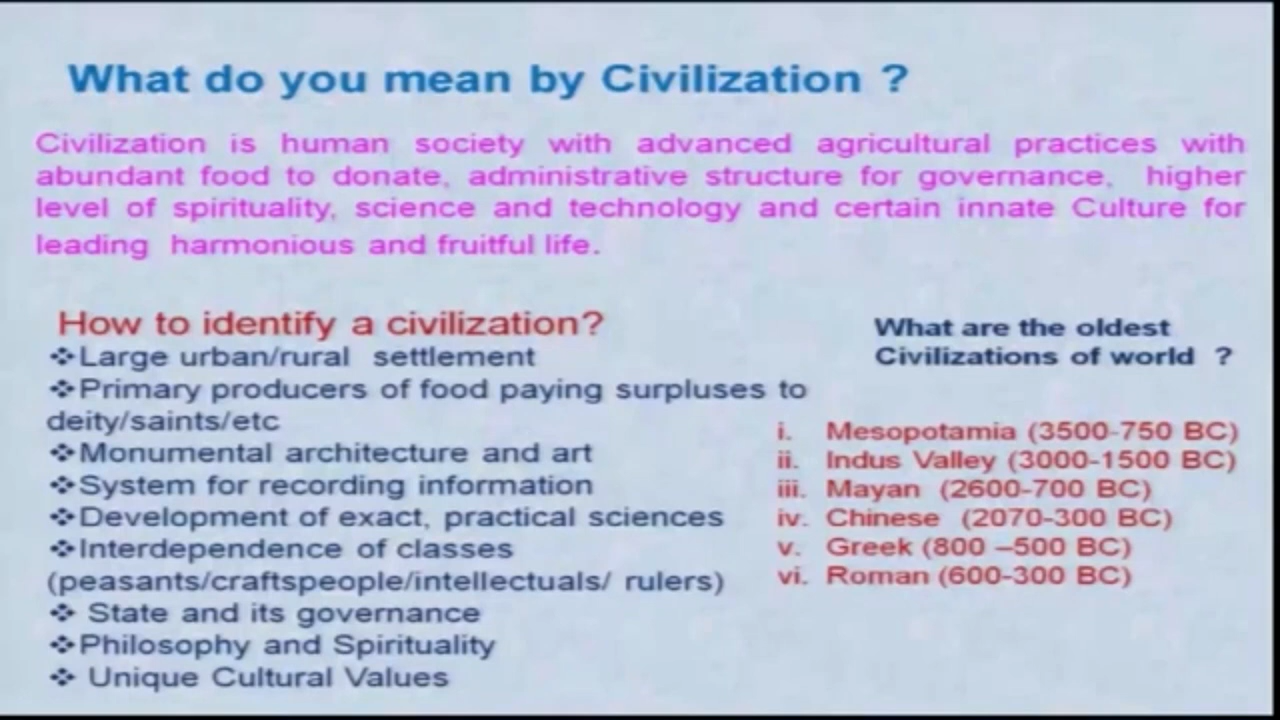 What do you mean by Civilization ?
Civilization is human society with advanced agricultural practices with
abundant food to donate, administrative structure for governance, higher
level of spirituality, science and technology and certain innate Culture for
leading harmonious and fruitful life.
How to identify a civilization?
❖Large urban/rural settlement
❖Primary producers of food paying surpluses to
deity/saints/etc
❖Monumental architecture and art
❖System for recording information
❖Development of exact, practical sciences
❖Interdependence of classes
(peasants/craftspeople/intellectuals/ rulers)
❖ State and its governance
❖Philosophy and Spirituality
❖ Unique Cultural Values
What are the oldest
Civilizations of world ?
i. Mesopotamia (3500-750 BC)
ii. Indus Valley (3000-1500 BC)
iii. Mayan (2600-700 BC)
iv. Chinese (2070-300 BC)
v. Greek (800 –500 BC)
vi. Roman (600-300 BC)